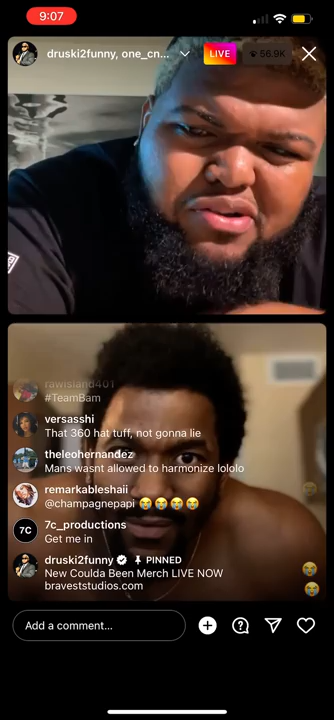 9:07
druski2funny, one_cn...
LIVE
56.9K
rawisland401
#TeamBam
versasshi
That 360 hat tuff, not gonna lie
theleohernandez
Mans wasnt allowed to harmonize lololo
remarkableshaii
@champagnepapi 😭😭😭😭
7C
7c_productions
Get me in
druski2funny PINNED
New Coulda Been Merch LIVE NOW
braveststudios.com
Add a comment...